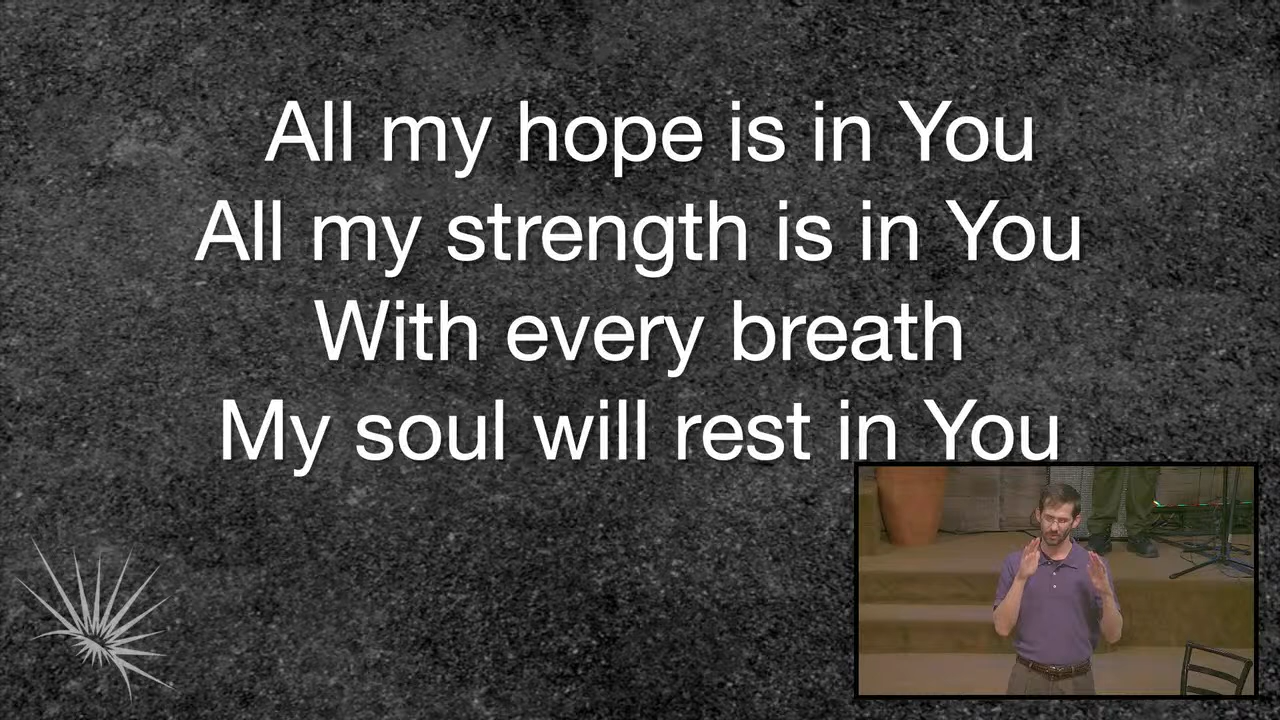 All my hope is in You
All my strength is in You
With every breath
My soul will rest in You